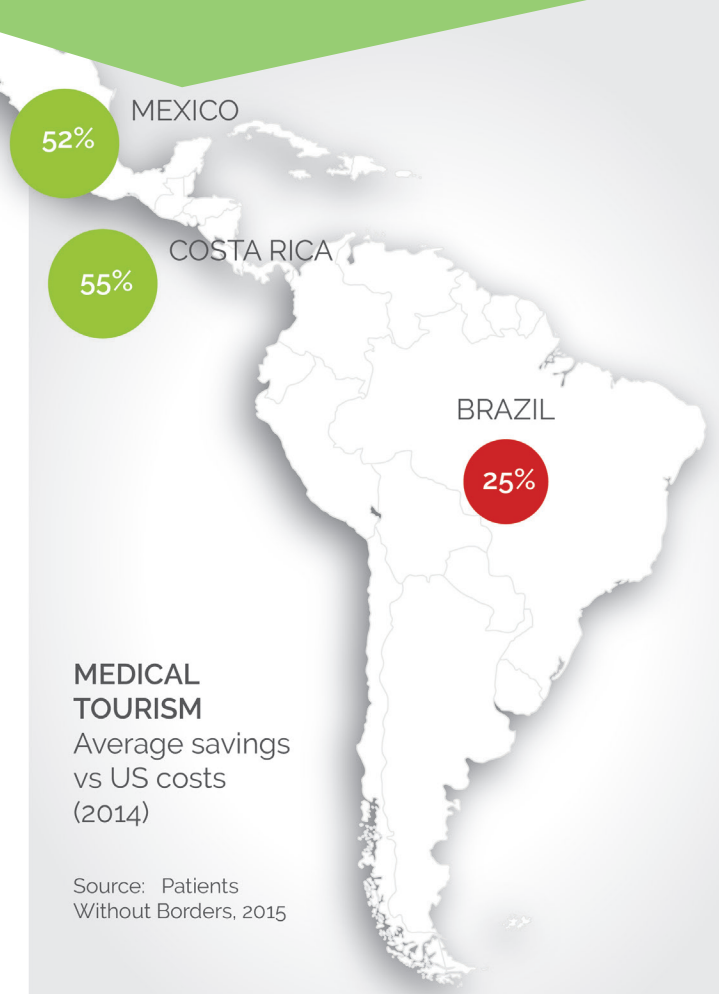 MEXICO
52%
COSTA RICA
55%
BRAZIL
25%
MEDICAL
TOURISM
Average savings
vs US costs
(2014)
Source: Patients
Without Borders, 2015